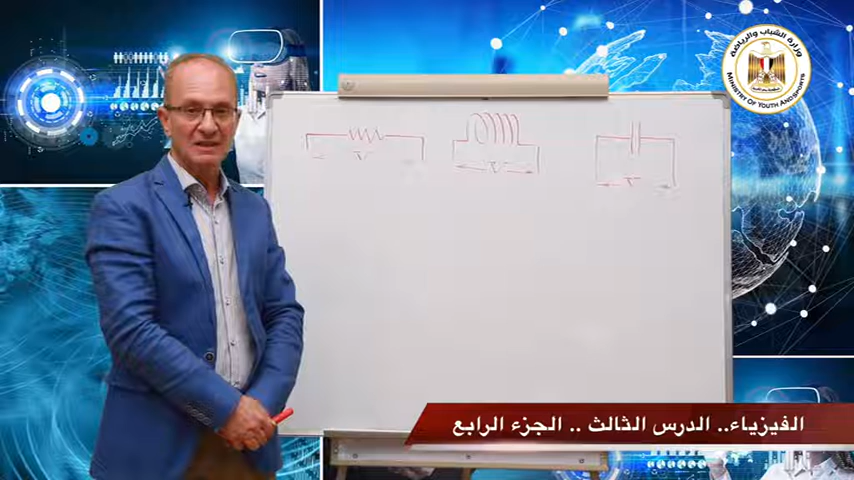 وزارة الشباب والرياضة
MINISTRY OF YOUTH AND SPORTS
V
V
V
الفيزياء.. الدرس الثالث .. الجزء الرابع